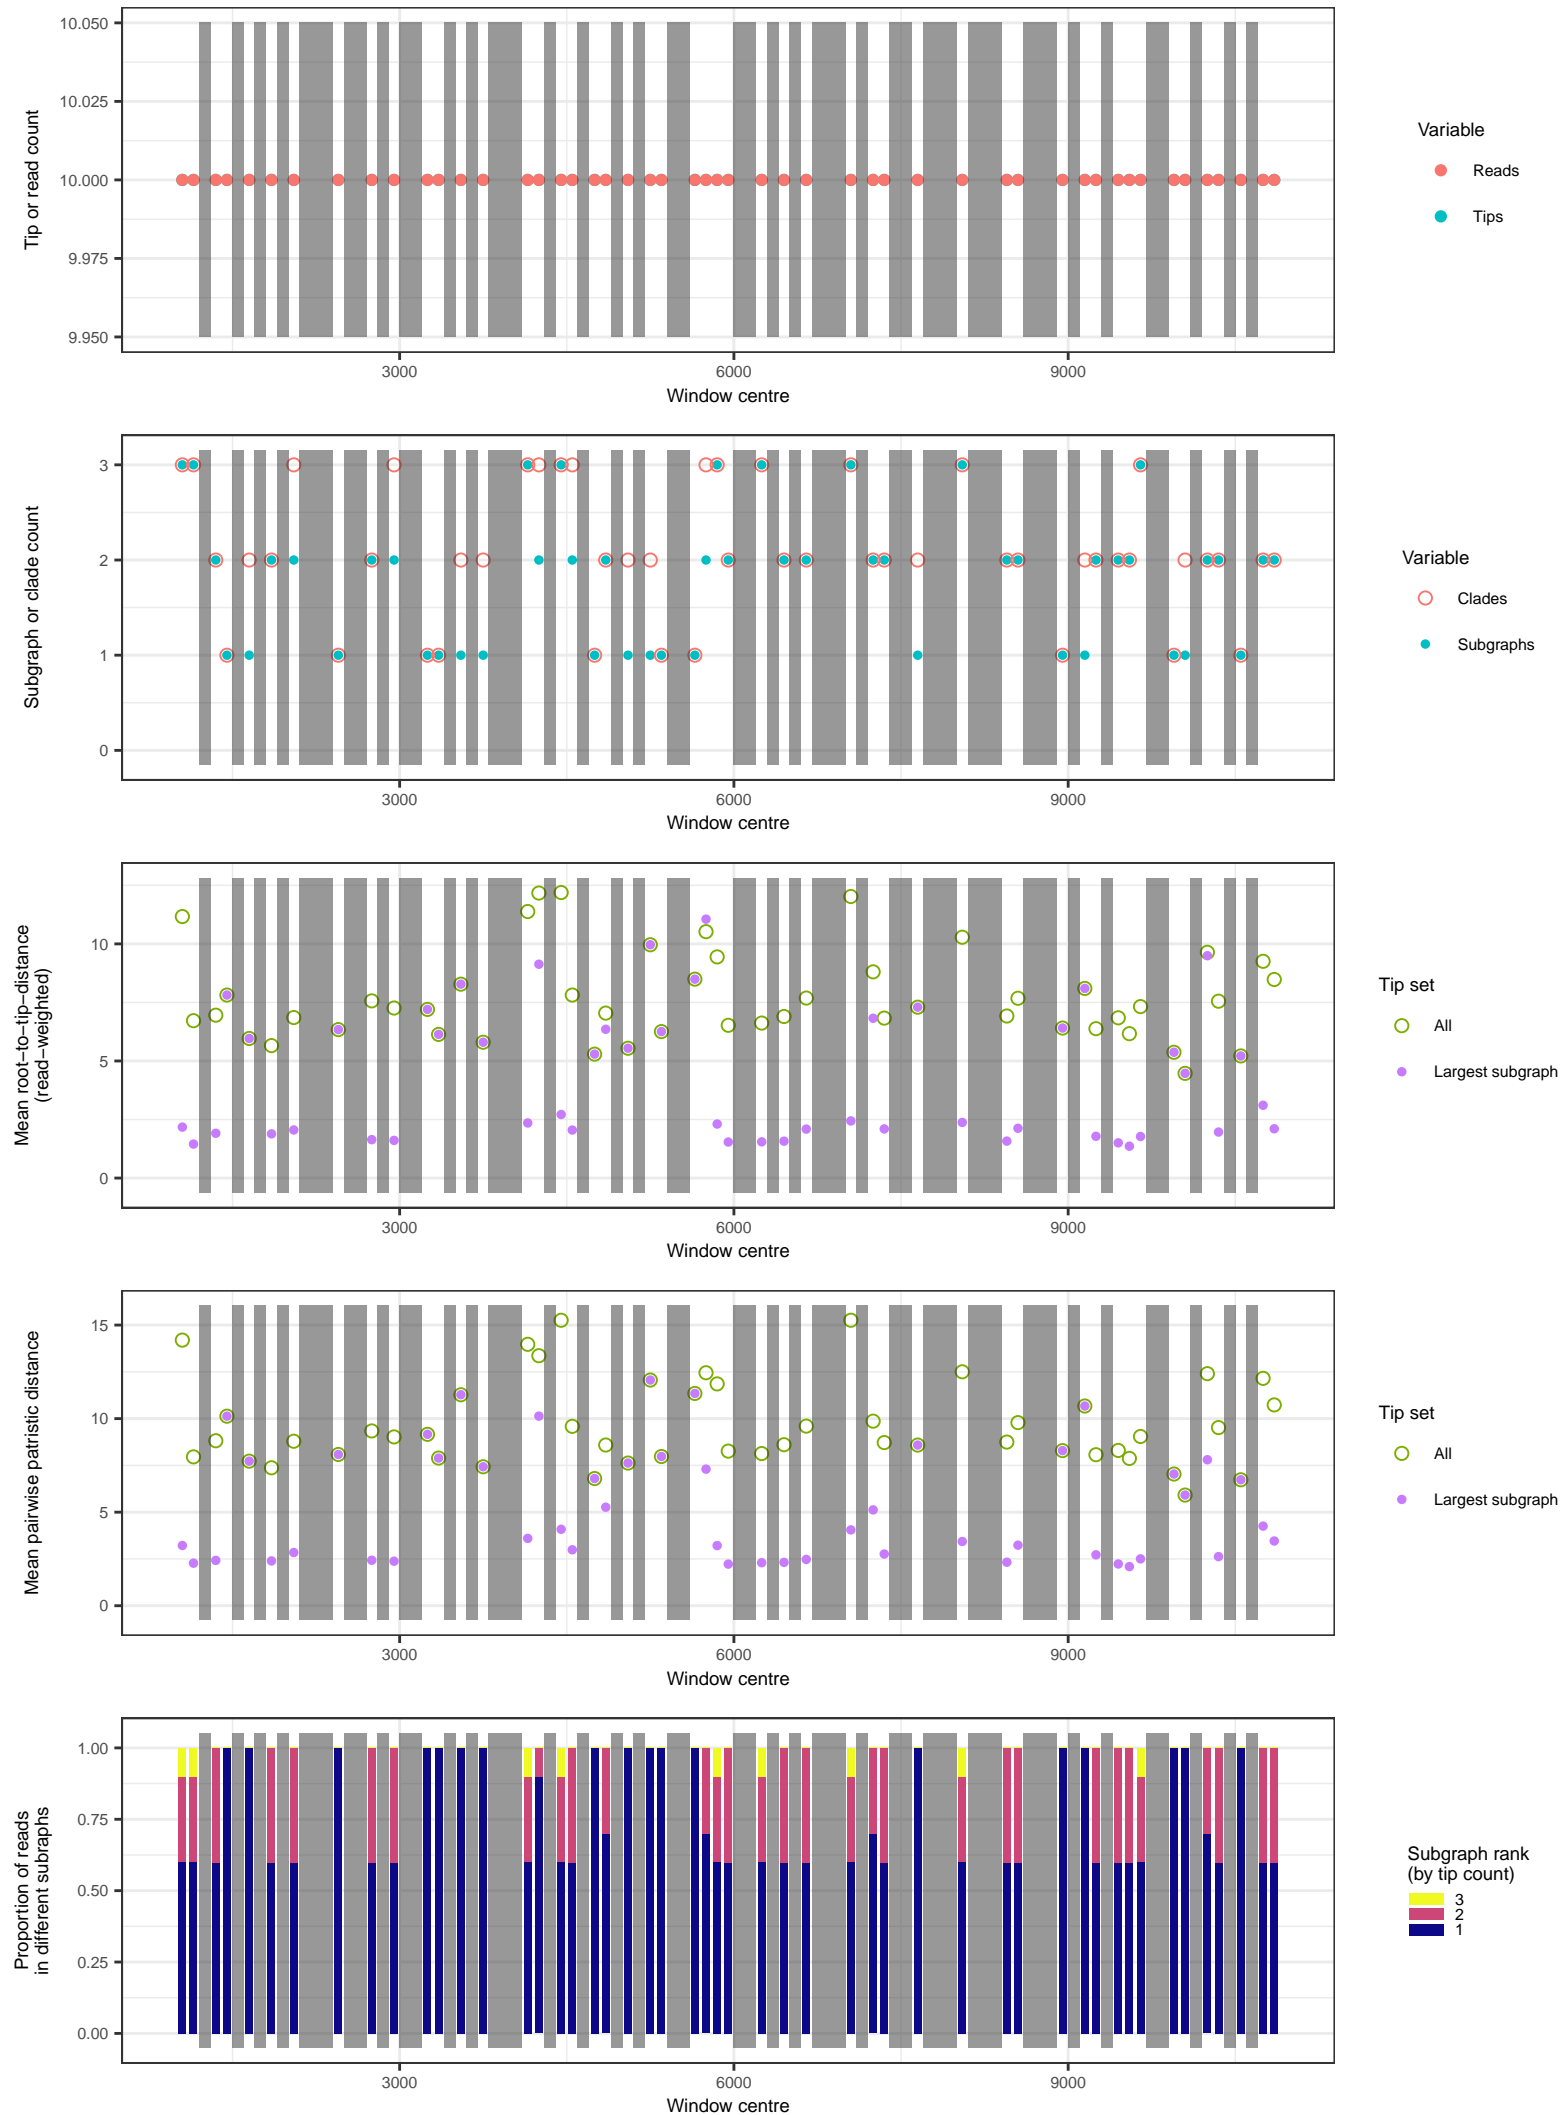 10.050
10.025
10.000
9.975
9.950
Tip or read count
3000
6000
9000
Window centre
Variable
Reads
Tips
3
2
1
0
Subgraph or clade count
3000
6000
9000
Window centre
Variable
Clades
Subgraphs
10
5
0
Mean root−to−tip−distance
(read−weighted)
3000
6000
9000
Window centre
Tip set
All
Largest subgraph
15
10
5
0
Mean pairwise patristic distance
3000
6000
9000
Window centre
Tip set
All
Largest subgraph
1.00
0.75
0.50
0.25
0.00
Proportion of reads
in different subraphs
3000
6000
9000
Window centre
Subgraph rank
(by tip count)
3
2
1